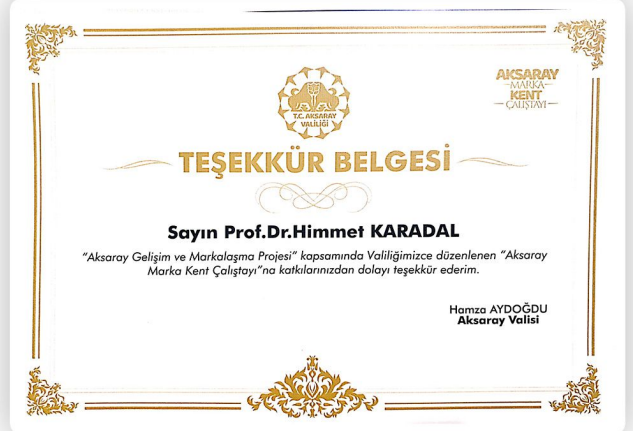 AKSARAY
MARKA
KENT
ÇALIŞTAYI
T.C. AKSARAY
VALİLİĞİ
TEŞEKKÜR BELGESİ
Sayın Prof.Dr.Himmet KARADAL
“Aksaray Gelişim ve Markalaşma Projesi” kapsamında Valiliğimizce düzenlenen “Aksaray
Marka Kent Çalıştayı”na katkılarınızdan dolayı teşekkür ederim.
Hamza AYDOĞDU
Aksaray Valisi